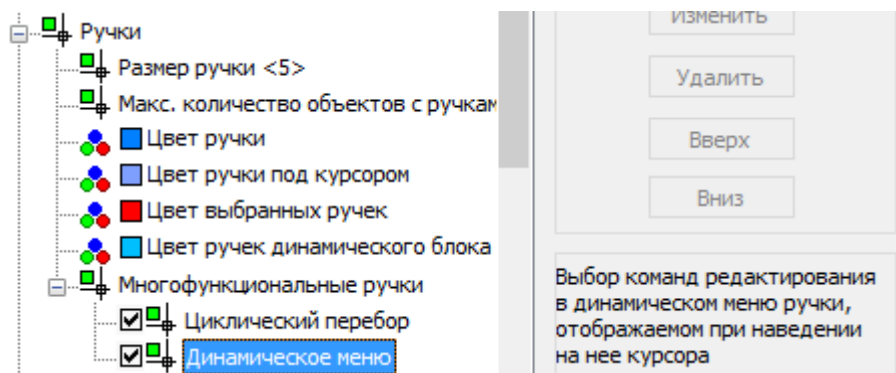 Ручки
Размер ручки <5>
Макс. количество объектов с ручкам
Цвет ручки
Цвет ручки под курсором
Цвет выбранных ручек
Цвет ручек динамического блока
Многофункциональные ручки
Циклический перебор
Динамическое меню
Изменить
Удалить
Вверх
Вниз
Выбор команд редактирования
в динамическом меню ручки,
отображаемом при наведении
на нее курсора